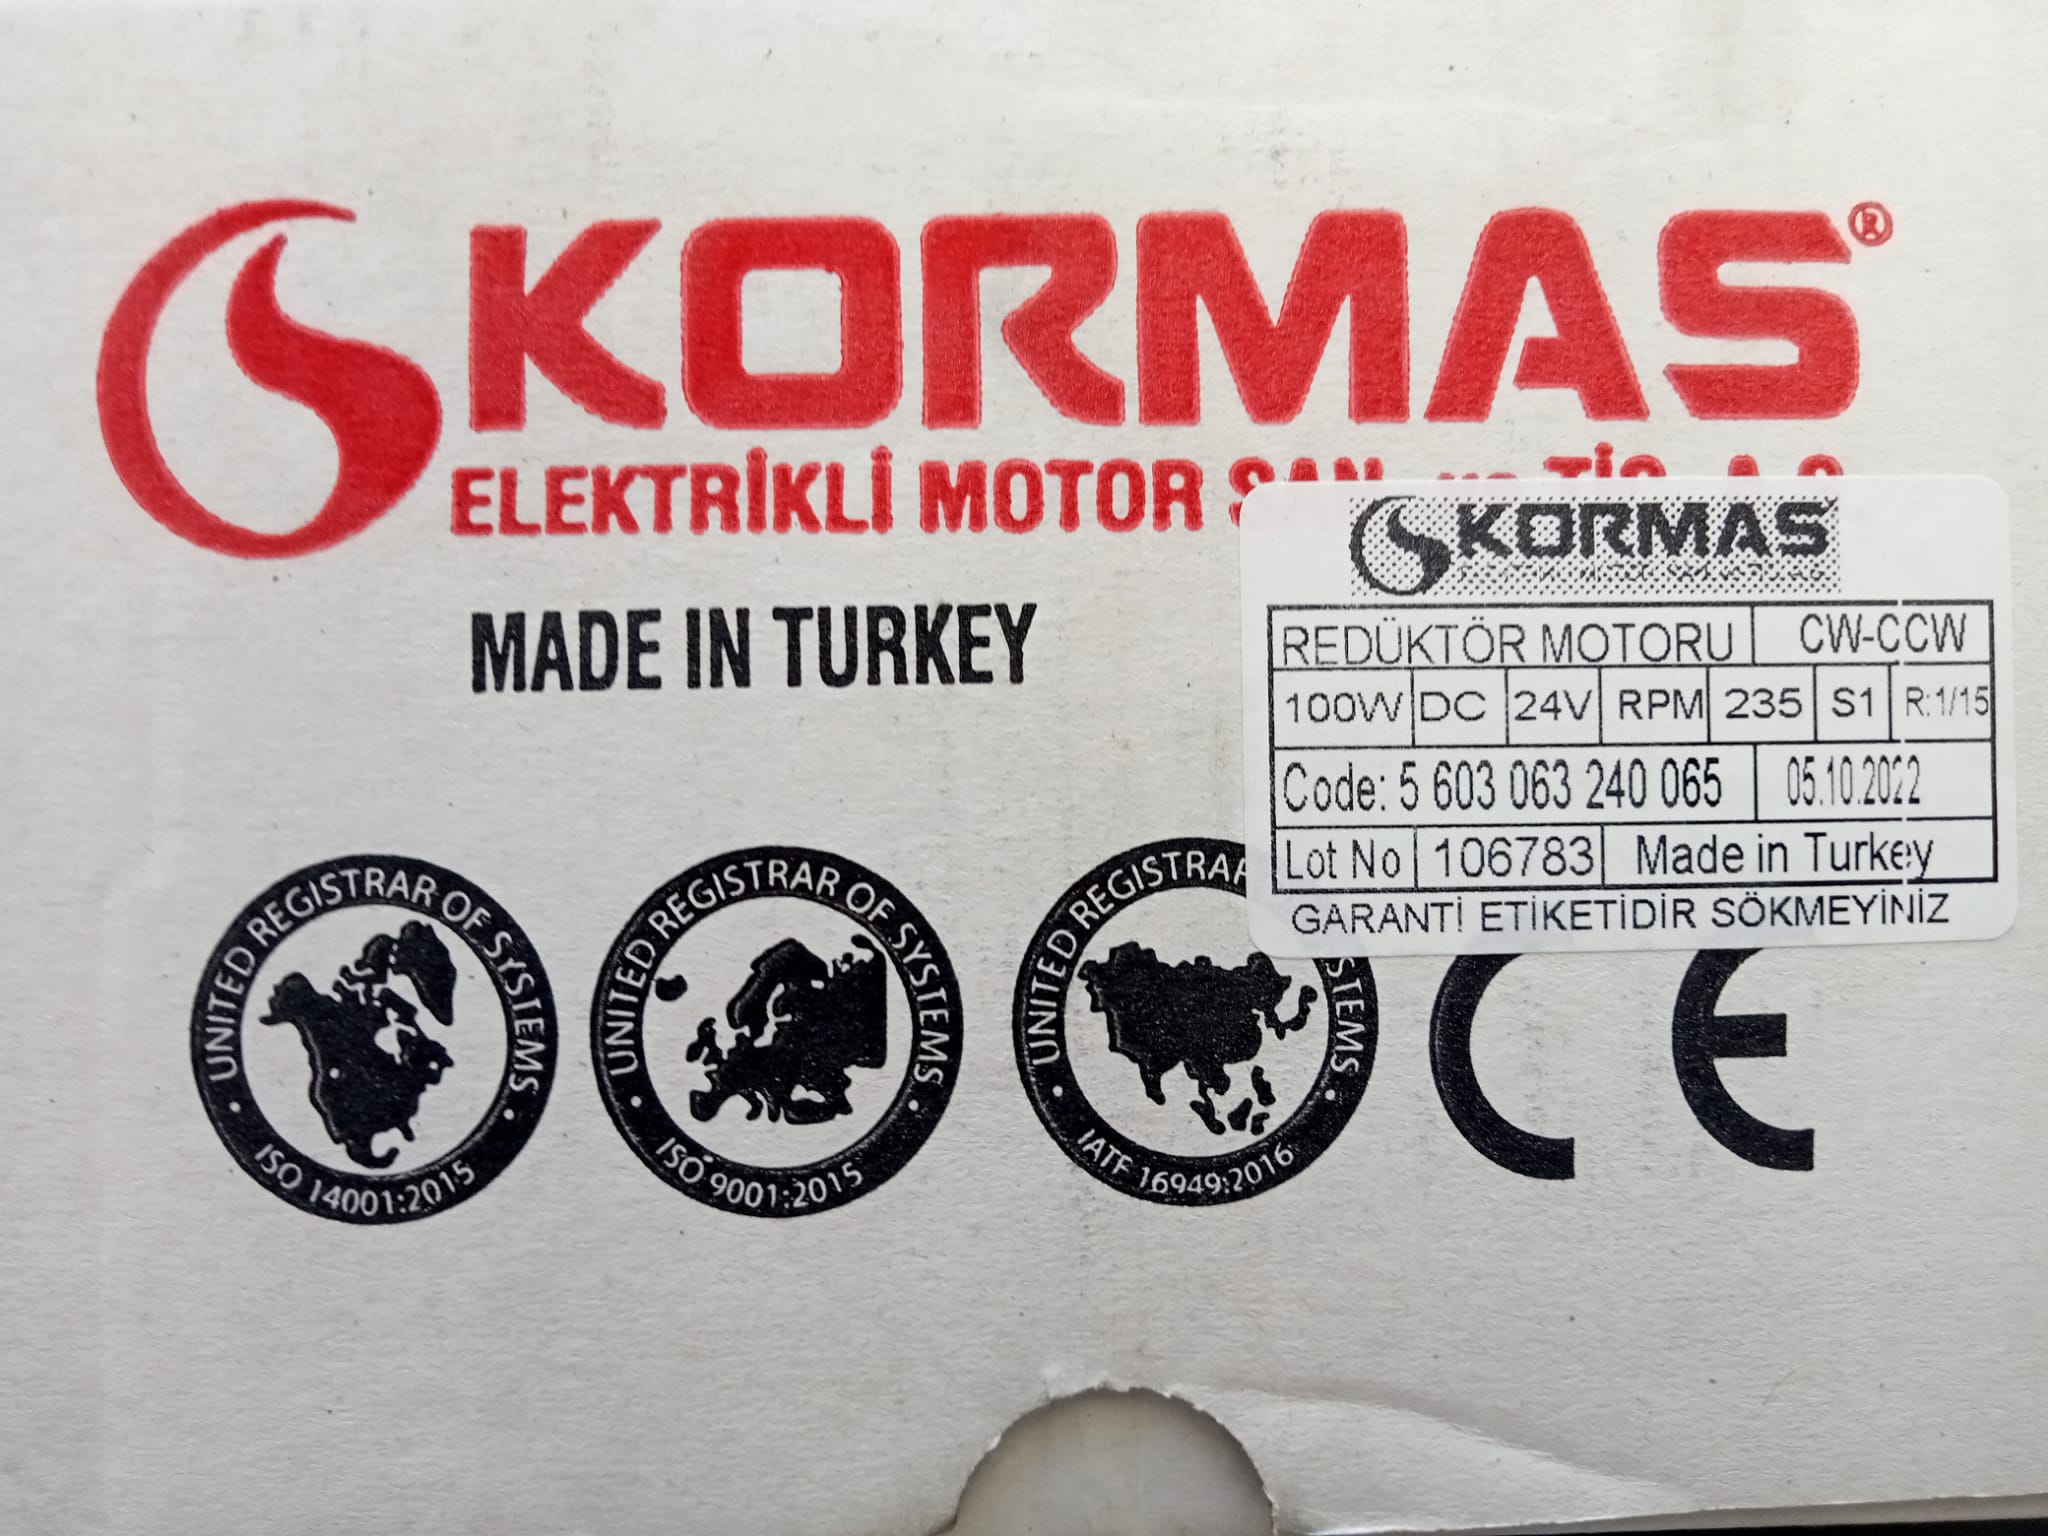 KORMAS®
ELEKTRİKLİ MOTOR
MADE IN TURKEY
KORMAS
REDÜKTÖR MOTORU CW-CCW
100W DC 24V RPM 235 S1 R:1/15
Code: 5 603 063 240 065 05.10.2022
Lot No 106783 Made in Turkey
GARANTİ ETİKETİDİR SÖKMEYİNİZ
UNITED REGISTRAR OF SYSTEMS
ISO 14001:2015
UNITED REGISTRAR OF SYSTEMS
ISO 9001:2015
UNITED REGISTRAR
IATF 16949:2016
CE